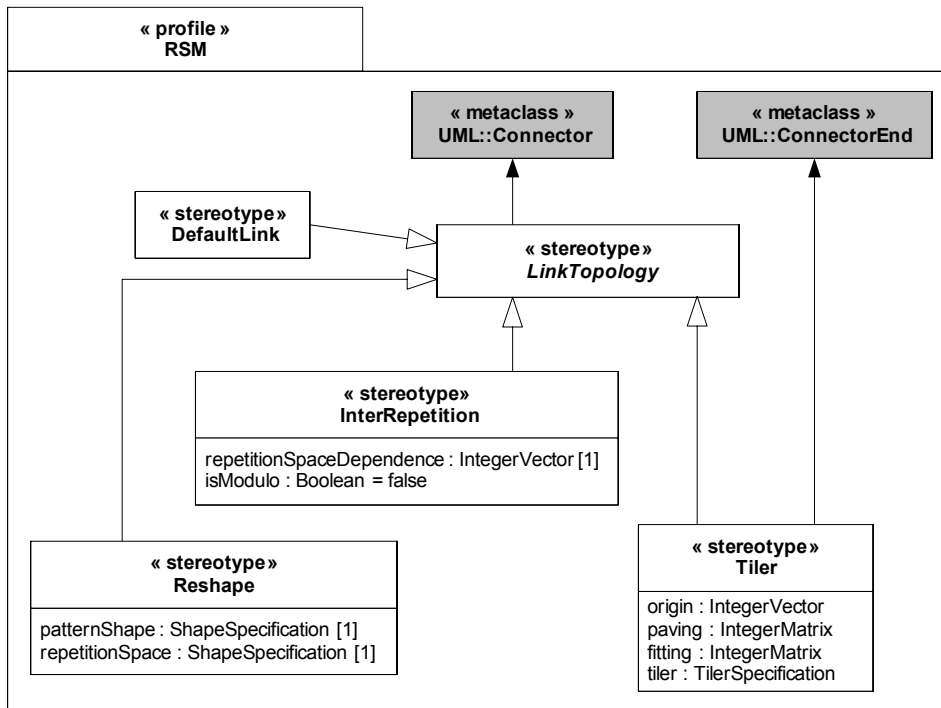 « profile »
RSM
« metaclass »
UML::Connector
« metaclass »
UML::ConnectorEnd
« stereotype»
DefaultLink
« stereotype»
LinkTopology
« stereotype»
InterRepetition
repetitionSpaceDependence : IntegerVector [1]
isModulo : Boolean = false
« stereotype»
Reshape
patternShape : ShapeSpecification [1]
repetitionSpace : ShapeSpecification [1]
« stereotype»
Tiler
origin : IntegerVector
paving : IntegerMatrix
fitting : IntegerMatrix
tiler : TilerSpecification